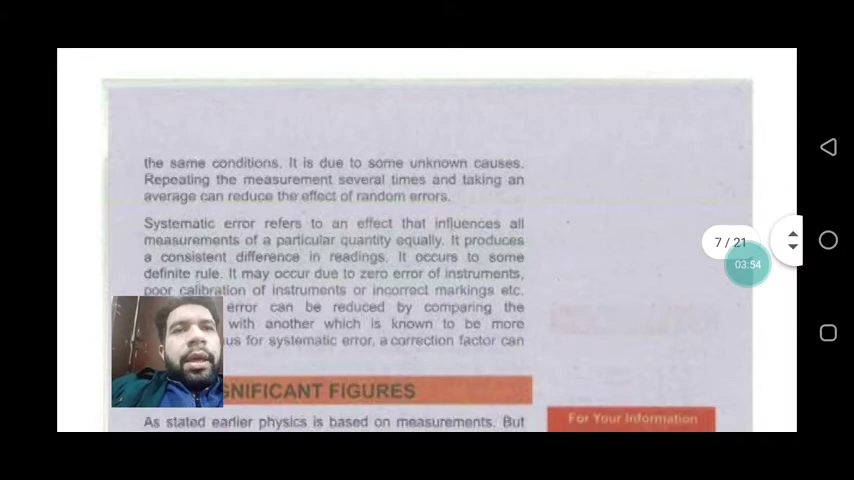 the same conditions. It is due to some unknown causes.
Repeating the measurement several times and taking an
average can reduce the effect of random errors.
Systematic error refers to an effect that influences all
measurements of a particular quantity equally. It produces
a consistent difference in readings. It occurs to some
definite rule. It may occur due to zero error of instruments,
poor calibration of instruments or incorrect markings etc.
error can be reduced by comparing the
with another which is known to be more
us for systematic error, a correction factor can
GNIFICANT FIGURES
As stated earlier physics is based on measurements. But
For Your Information
7 / 21
03:54